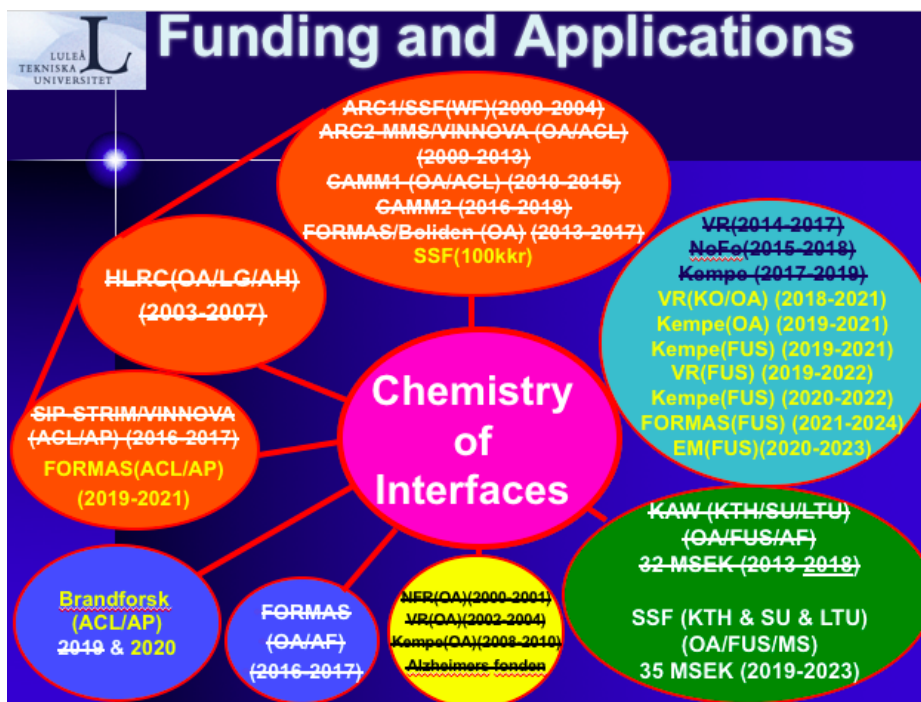 LULEÅ
TEKNISKA
UNIVERSITET
L
Funding and Applications
ARC1/SSF(WF)(2000-2004)
ARC2-MMS/VINNOVA (OA/ACL)
(2009-2013)
CAMM1 (OA/ACL) (2010-2015)
CAMM2 (2016-2018)
FORMAS/Boliden (OA) (2013-2017)
SSF(100kkr)
HLRC(OA/LG/AH)
(2003-2007)
SIP-STRIM/VINNOVA
(ACL/AP) (2016-2017)
FORMAS(ACL/AP)
(2019-2021)
Brandforsk
(ACL/AP)
2019 & 2020
FORMAS
(OA/AF)
(2016-2017)
NFR(OA)(2000-2001)
VR(OA)(2002-2004)
Kempe(OA)(2008-2010)
Alzheimers fonden
Chemistry
of
Interfaces
VR(2014-2017)
NoFo(2015-2018)
Kempe (2017-2019)
VR(KO/OA) (2018-2021)
Kempe(OA) (2019-2021)
Kempe(FUS) (2019-2021)
VR(FUS) (2019-2022)
Kempe(FUS) (2020-2022)
FORMAS(FUS) (2021-2024)
EM(FUS)(2020-2023)
KAW (KTH/SU/LTU)
(OA/FUS/AF)
32 MSEK (2013-2018)
SSF (KTH & SU & LTU)
(OA/FUS/MS)
35 MSEK (2019-2023)